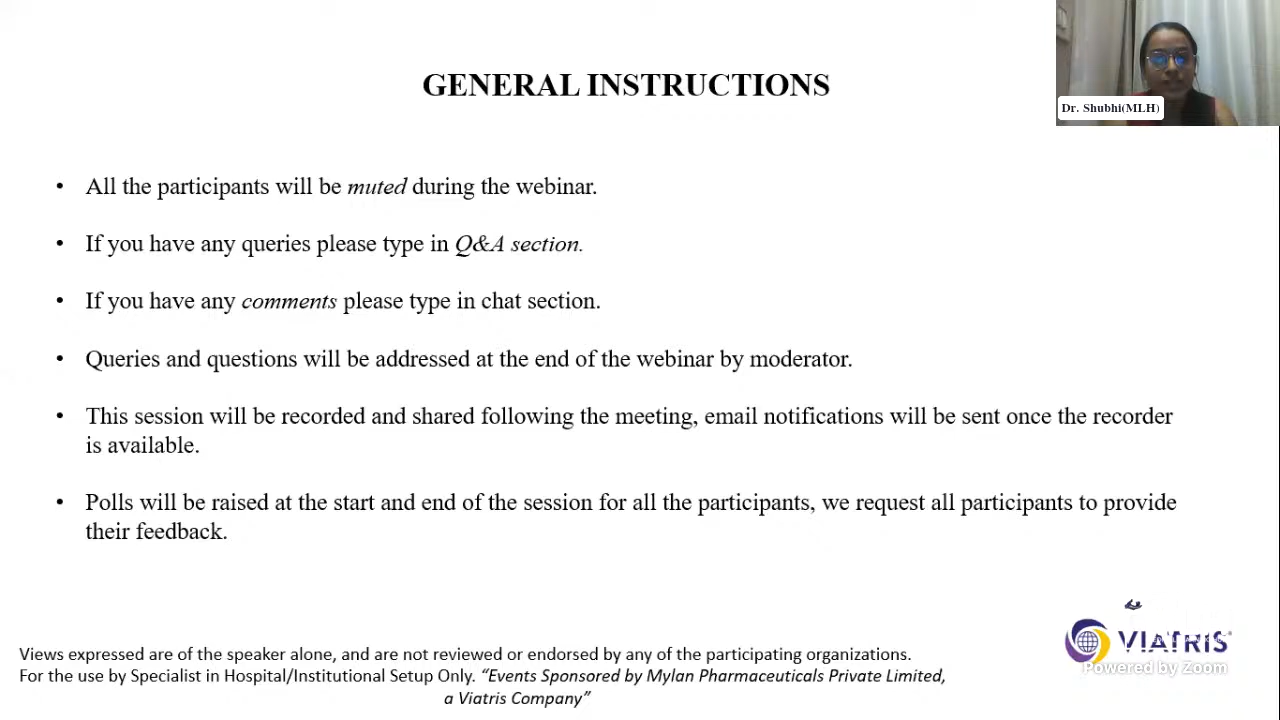 GENERAL INSTRUCTIONS
Dr. Shubhi(MLH)
• All the participants will be muted during the webinar.
• If you have any queries please type in Q&A section.
• If you have any comments please type in chat section.
• Queries and questions will be addressed at the end of the webinar by moderator.
• This session will be recorded and shared following the meeting, email notifications will be sent once the recorder
is available.
• Polls will be raised at the start and end of the session for all the participants, we request all participants to provide
their feedback.
VIATRIS
Powered by Zoom
Views expressed are of the speaker alone, and are not reviewed or endorsed by any of the participating organizations.
For the use by Specialist in Hospital/Institutional Setup Only. “Events Sponsored by Mylan Pharmaceuticals Private Limited,
a Viatris Company”